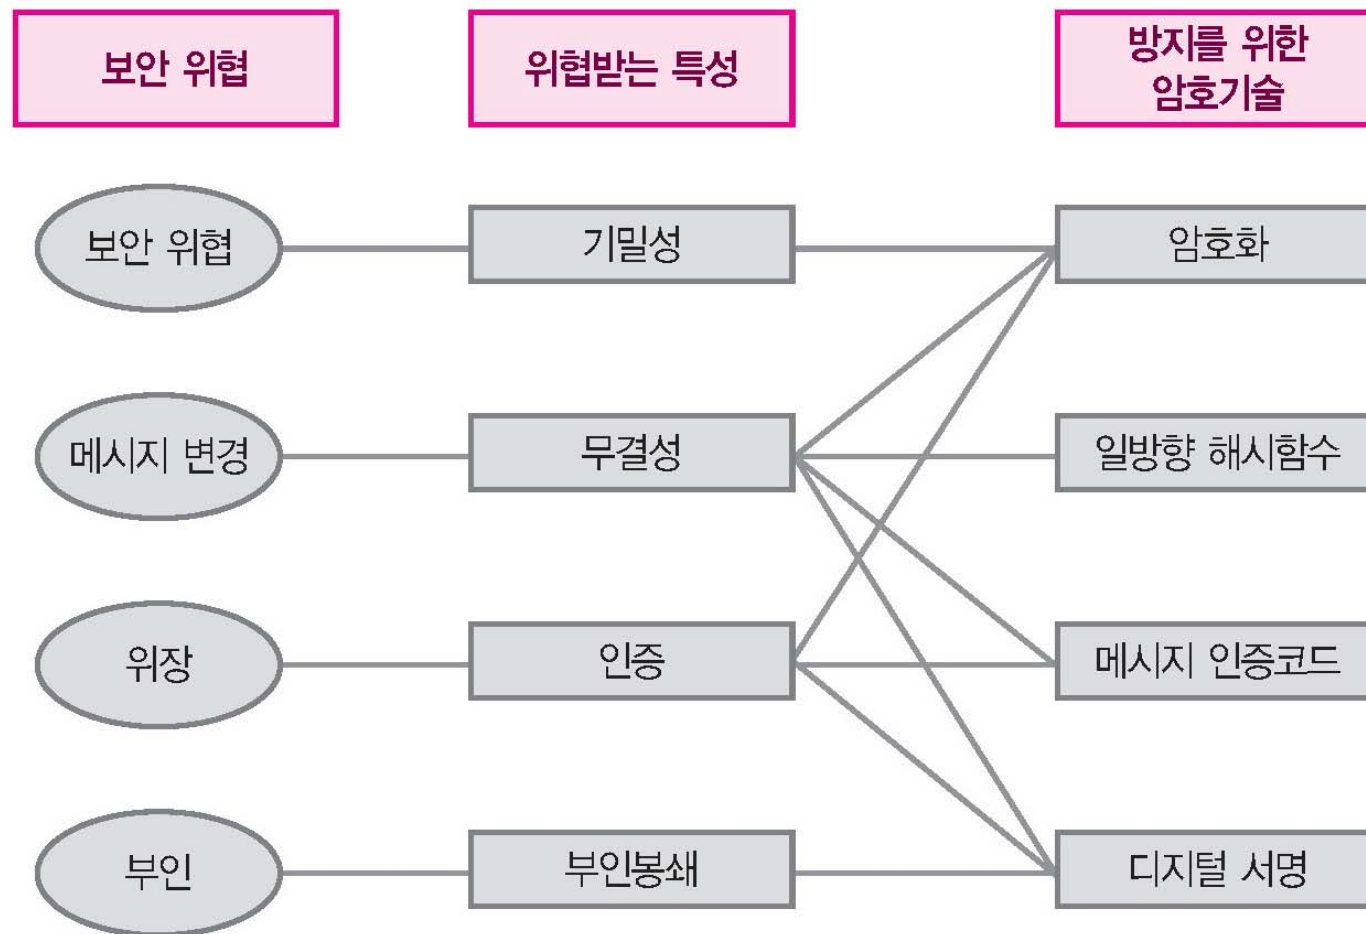 보안 위협
위협받는 특성
방지를 위한
암호기술
보안 위협
기밀성
암호화
메시지 변경
무결성
일방향 해시함수
위장
인증
메시지 인증코드
부인
부인봉쇄
디지털 서명